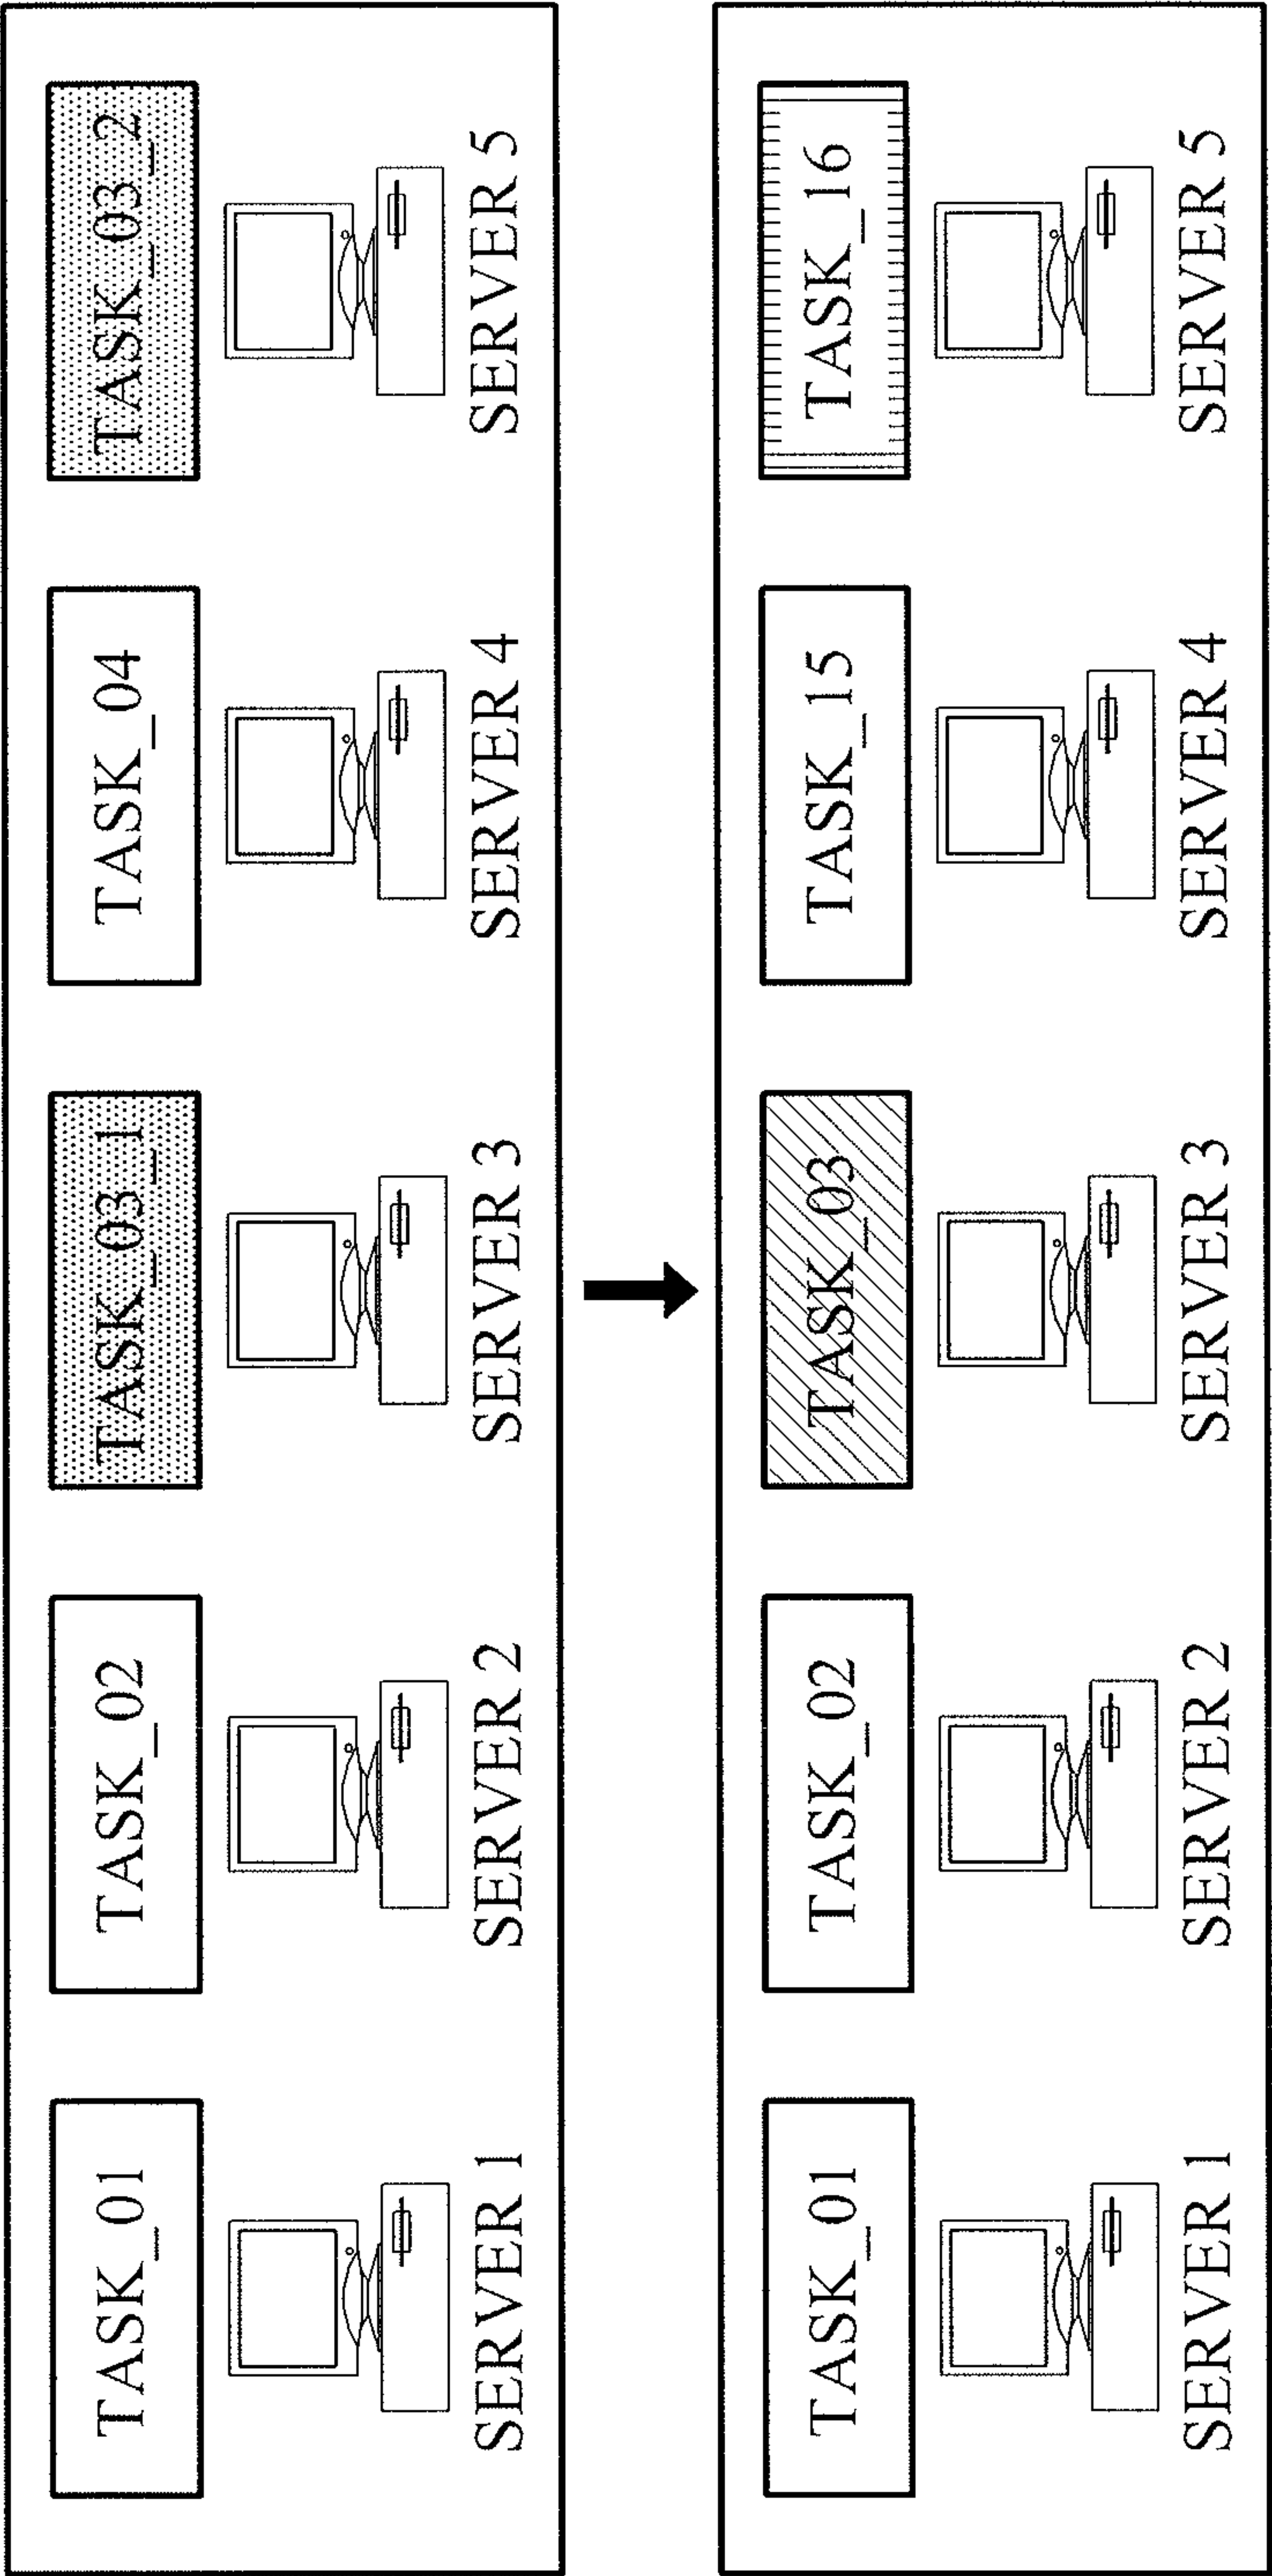 TASK_01
TASK_02
TASK_03_1
TASK_04
TASK_03_2
SERVER 1
SERVER 2
SERVER 3
SERVER 4
SERVER 5
TASK_01
TASK_02
TASK_03
TASK_15
TASK_16
SERVER 1
SERVER 2
SERVER 3
SERVER 4
SERVER 5